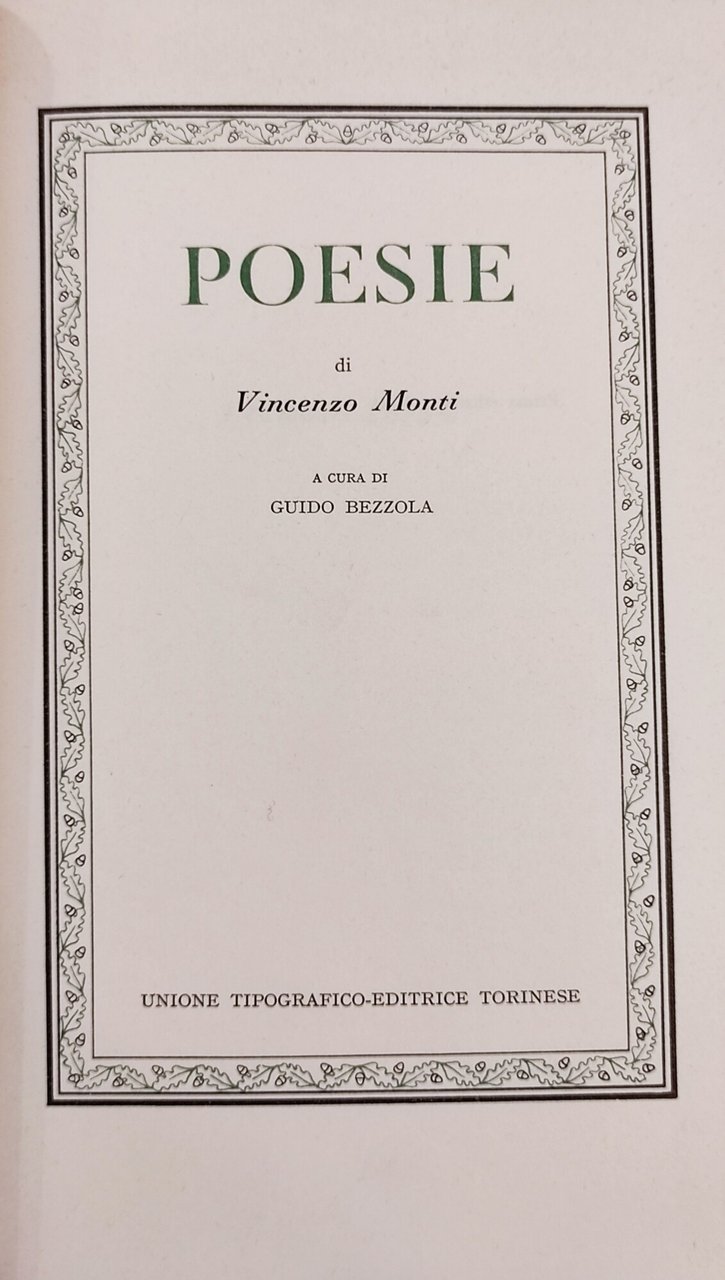 POESIE
di
Vincenzo Monti
A CURA DI
GUIDO BEZZOLA
UNIONE TIPOGRAFICO-EDITRICE TORINESE